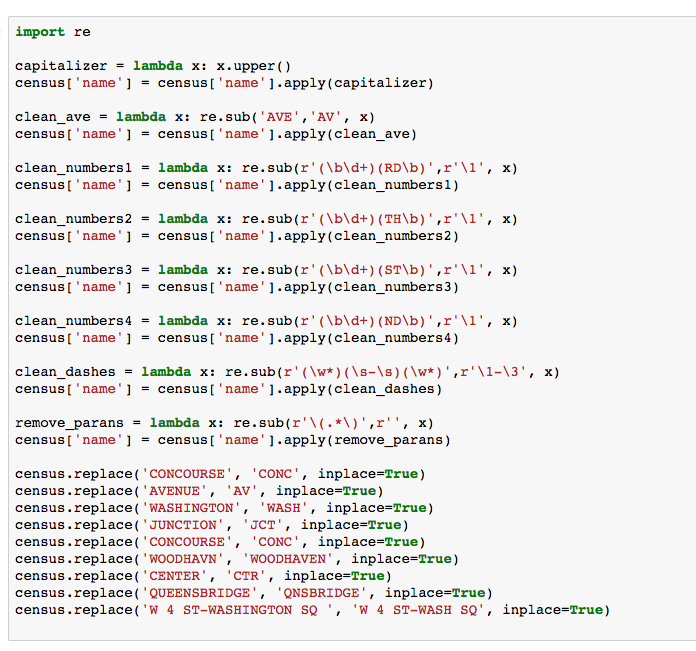 import re
capitalizer = lambda x: x.upper()
census['name'] = census['name'].apply(capitalizer)
clean_ave = lambda x: re.sub('AVE','AV', x)
census['name'] = census['name'].apply(clean_ave)
clean_numbers1 = lambda x: re.sub(r'(\b\d+)(RD\b)',r'\1', x)
census['name'] = census['name'].apply(clean_numbers1)
clean_numbers2 = lambda x: re.sub(r'(\b\d+)(TH\b)',r'\1', x)
census['name'] = census['name'].apply(clean_numbers2)
clean_numbers3 = lambda x: re.sub(r'(\b\d+)(ST\b)',r'\1', x)
census['name'] = census['name'].apply(clean_numbers3)
clean_numbers4 = lambda x: re.sub(r'(\b\d+)(ND\b)',r'\1', x)
census['name'] = census['name'].apply(clean_numbers4)
clean_dashes = lambda x: re.sub(r'(\w*)(\s-\s)(\w*)',r'\1-\3', x)
census['name'] = census['name'].apply(clean_dashes)
remove_parans = lambda x: re.sub(r'\(.*\)',r'', x)
census['name'] = census['name'].apply(remove_parans)
census.replace('CONCOURSE', 'CONC', inplace=True)
census.replace('AVENUE', 'AV', inplace=True)
census.replace('WASHINGTON', 'WASH', inplace=True)
census.replace('JUNCTION', 'JCT', inplace=True)
census.replace('CONCOURSE', 'CONC', inplace=True)
census.replace('WOODHAVN', 'WOODHAVEN', inplace=True)
census.replace('CENTER', 'CTR', inplace=True)
census.replace('QUEENSBRIDGE', 'QNSBRIDGE', inplace=True)
census.replace('W 4 ST-WASHINGTON SQ ', 'W 4 ST-WASH SQ', inplace=True)